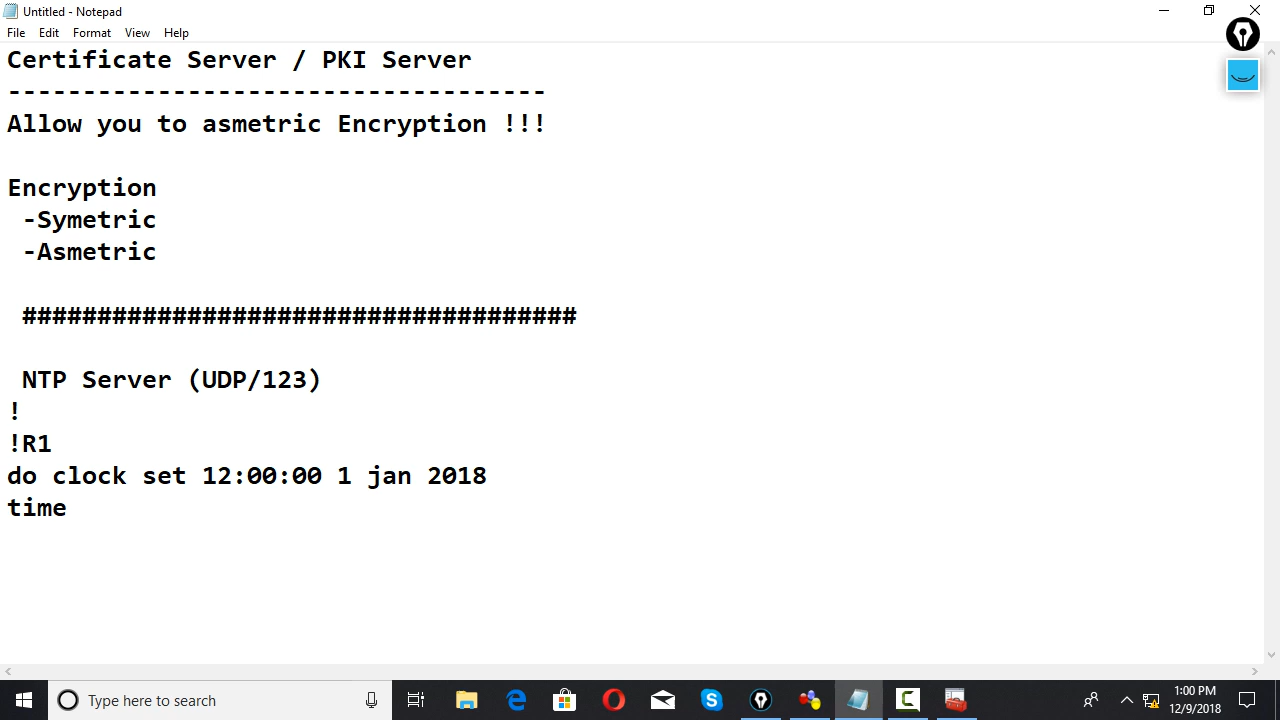 Untitled - Notepad
File Edit Format View Help
Certificate Server / PKI Server
------------------------------------
Allow you to asmetric Encryption !!!
Encryption
-Symetric
-Asmetric
#####################################
NTP Server (UDP/123)
!
!R1
do clock set 12:00:00 1 jan 2018
time
Type here to search
1:00 PM
12/9/2018